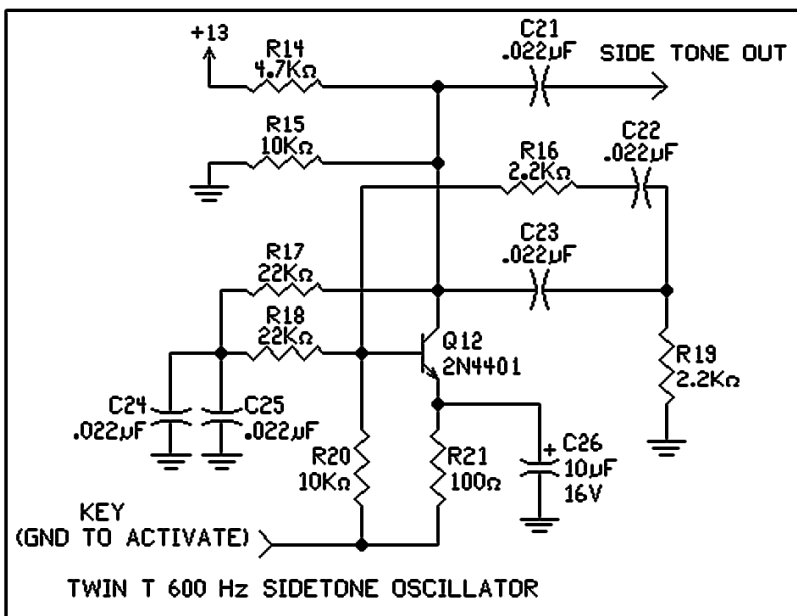 +13
R14
4.7KΩ
C21
.022µF
SIDE TONE OUT
R15
10KΩ
R16
2.2KΩ
C22
.022µF
R17
22KΩ
C23
.022µF
R18
22KΩ
Q12
2N4401
R19
2.2KΩ
C24
.022µF
C25
.022µF
R20
10KΩ
R21
100Ω
+
C26
10µF
16V
KEY
(GND TO ACTIVATE)
TWIN T 600 Hz SIDETONE OSCILLATOR